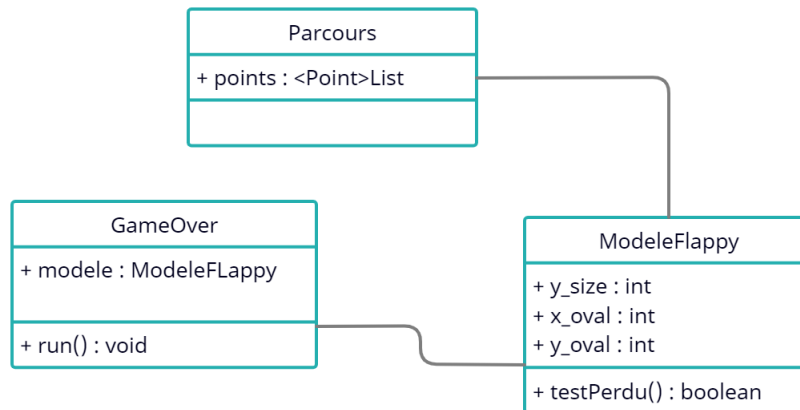 Parcours
+ points : <Point>List
GameOver
+ modele : ModeleFLappy
+ run() : void
ModeleFlappy
+ y_size : int
+ x_oval : int
+ y_oval : int
+ testPerdu() : boolean